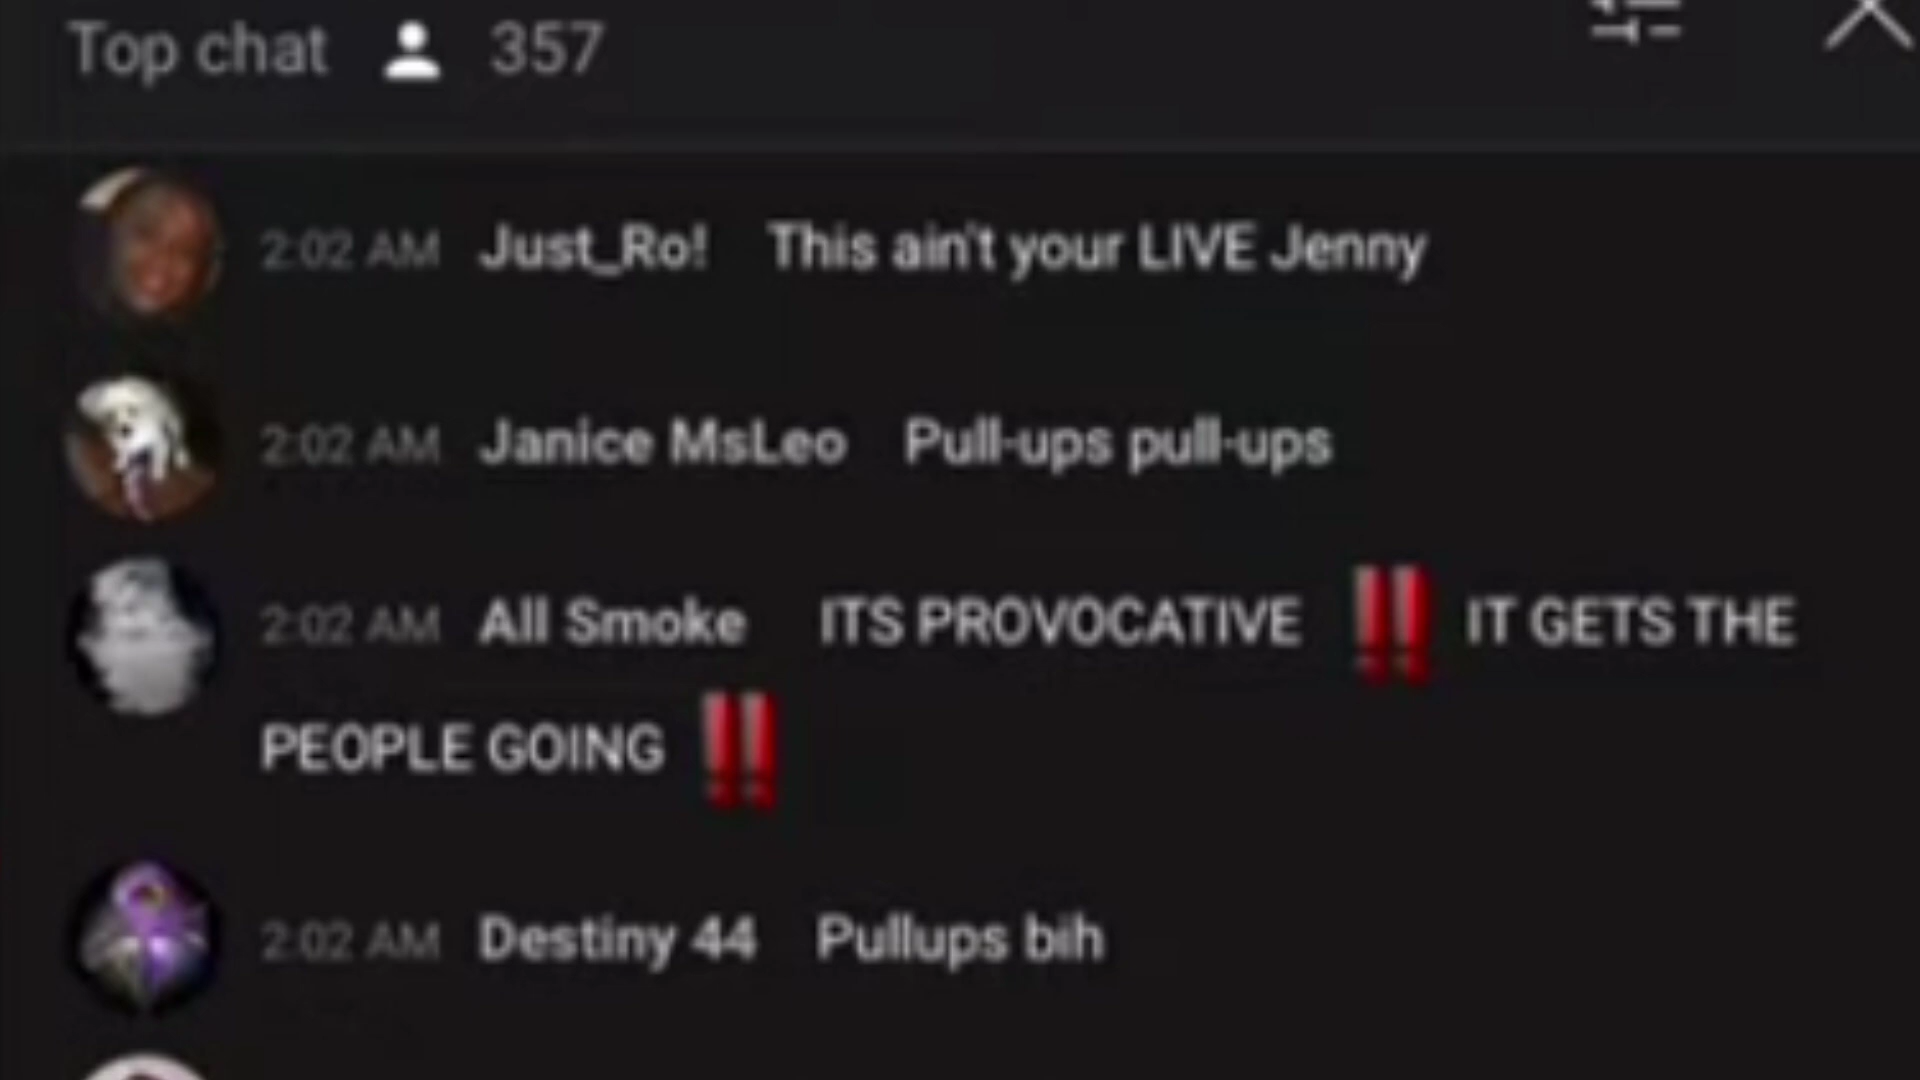 Top chat 357
2:02 AM Just_Ro! This ain't your LIVE Jenny
2:02 AM Janice MsLeo Pull-ups pull-ups
2:02 AM All Smoke ITS PROVOCATIVE ‼️ IT GETS THE
PEOPLE GOING ‼️
2:02 AM Destiny 44 Pullups bih